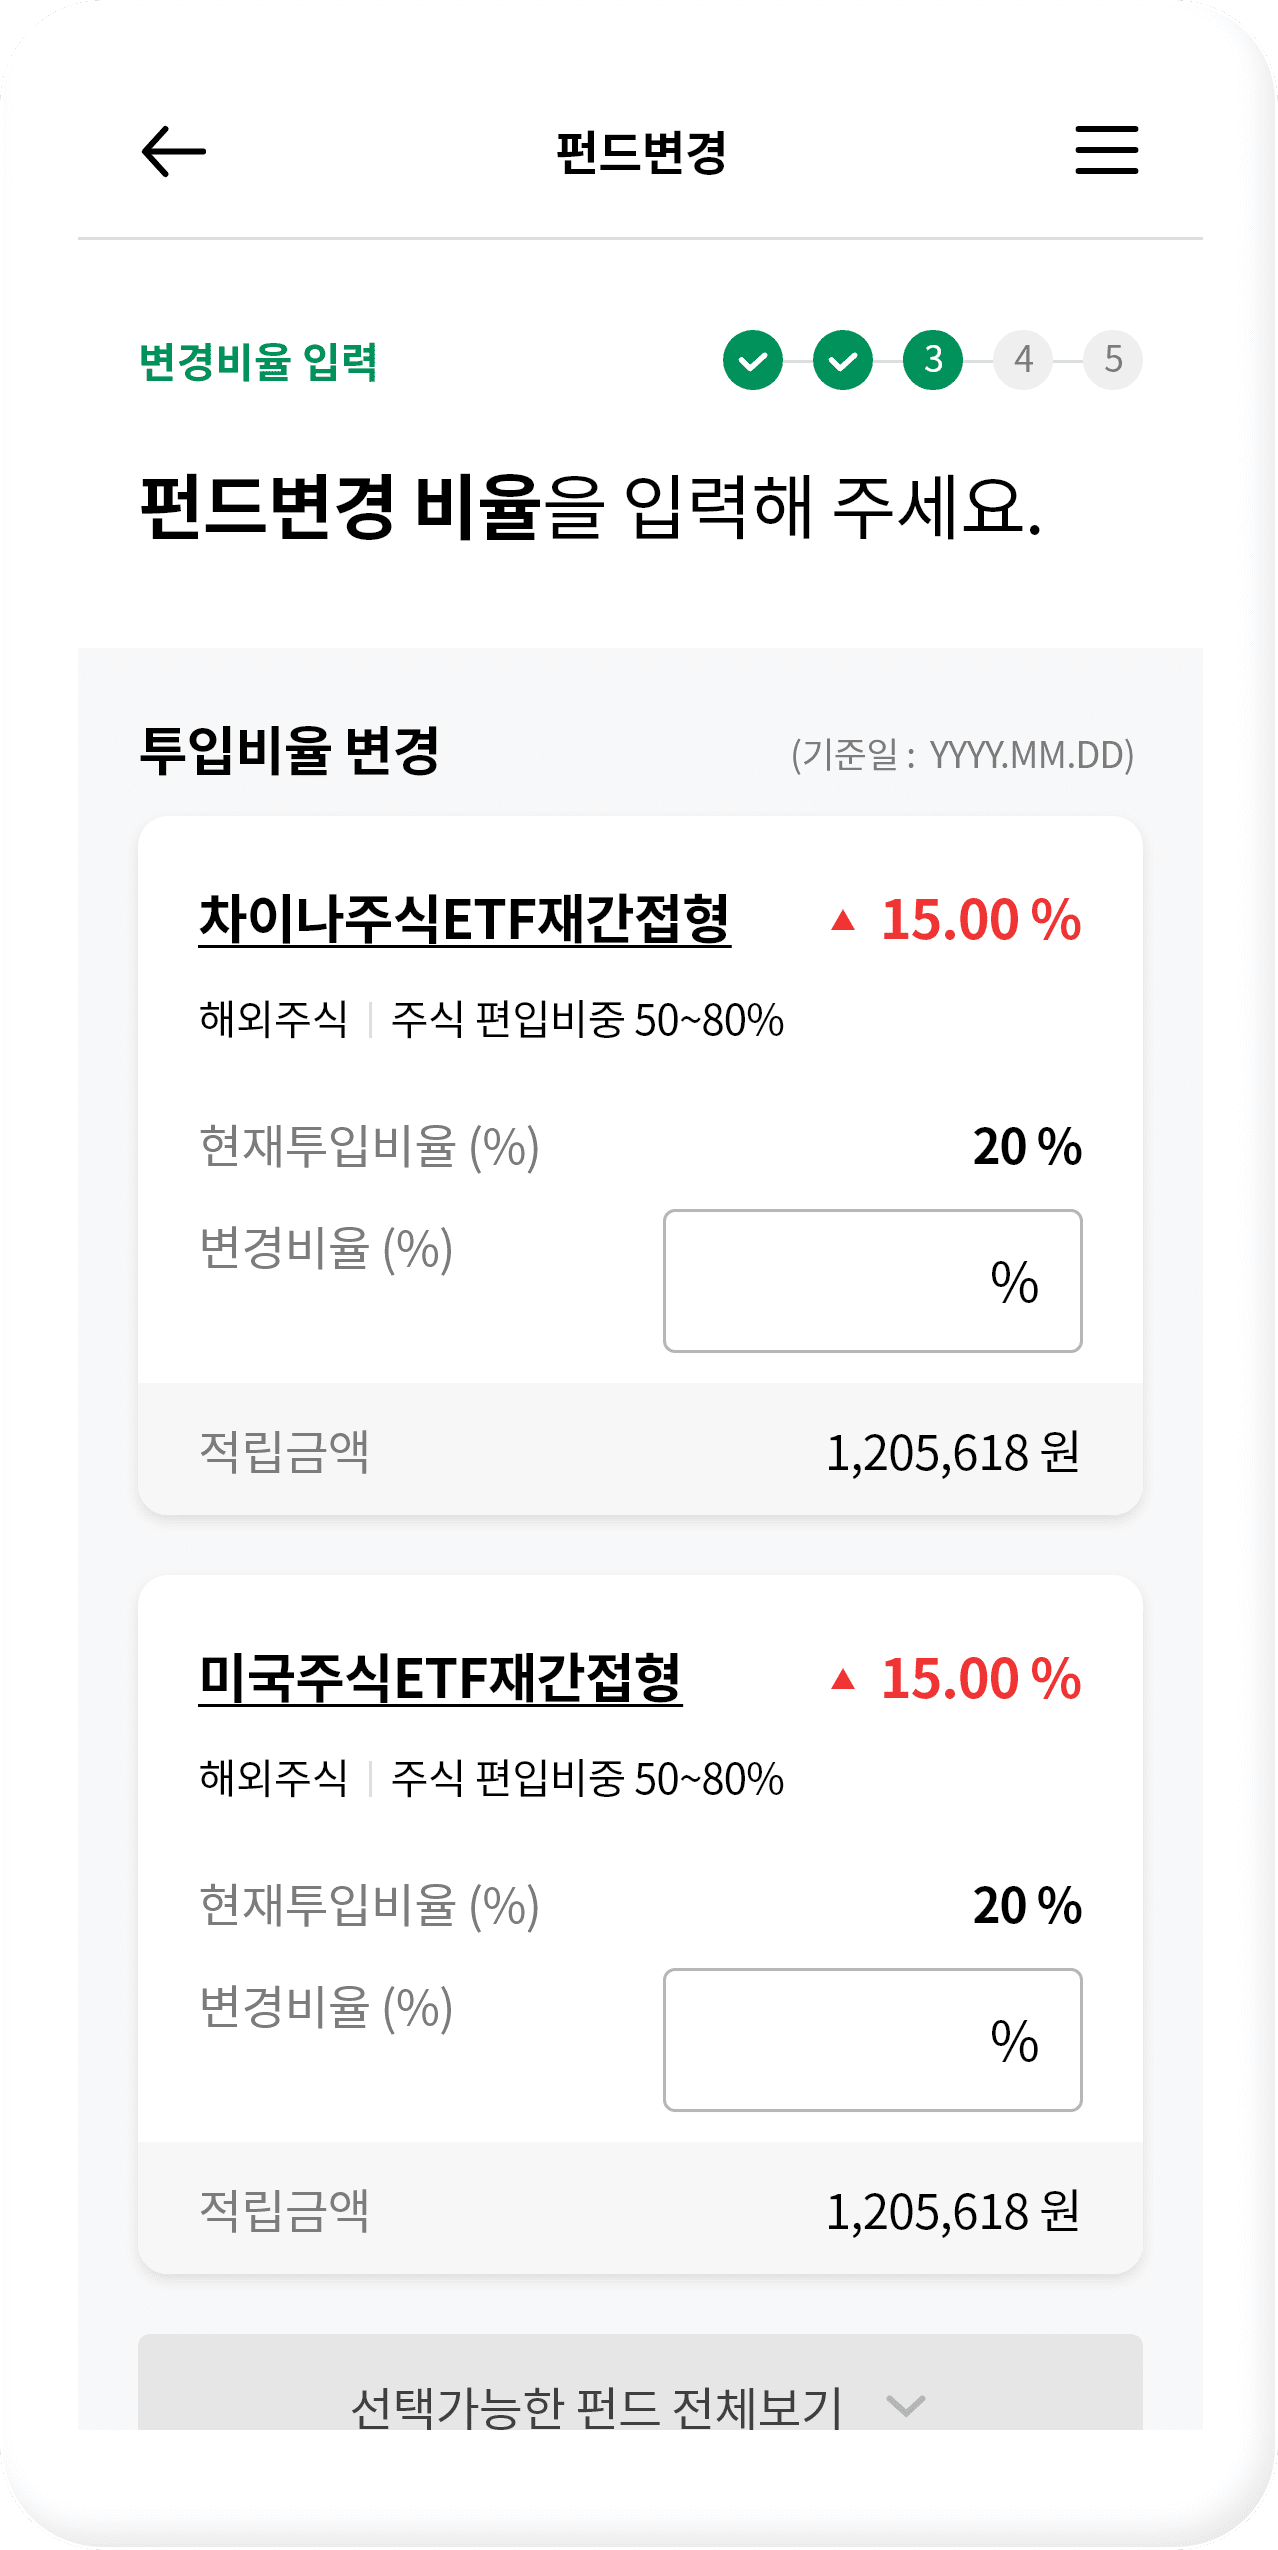 펀드변경
변경비율 입력
3 4 5
펀드변경 비율을 입력해 주세요.
투입비율 변경 (기준일 : YYYY.MM.DD)
차이나주식ETF재간접형 ▲ 15.00 %
해외주식 | 주식 편입비중 50~80%
현재투입비율 (%) 20 %
변경비율 (%) %
적립금액 1,205,618 원
미국주식ETF재간접형 ▲ 15.00 %
해외주식 | 주식 편입비중 50~80%
현재투입비율 (%) 20 %
변경비율 (%) %
적립금액 1,205,618 원
선택가능한 펀드 전체보기